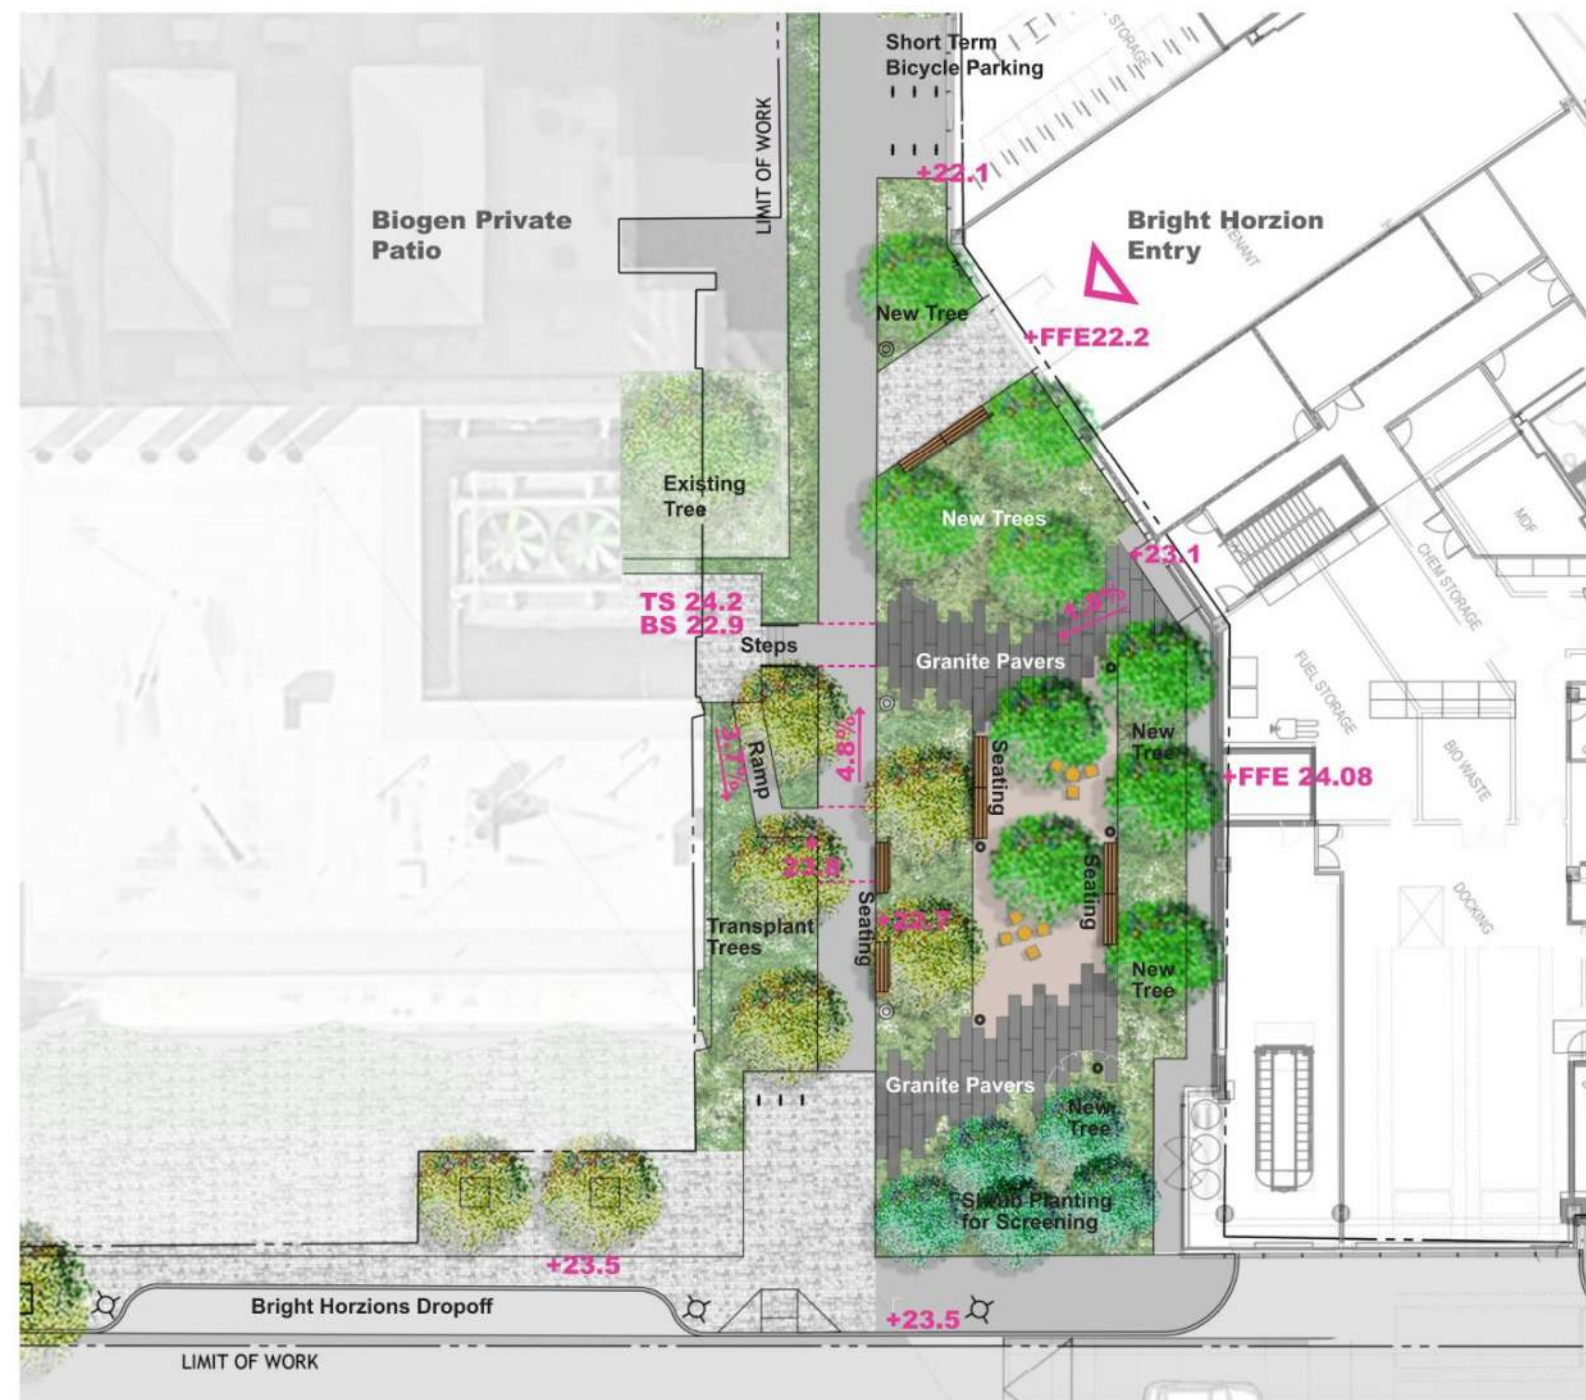 Short Term
Bicycle Parking
STORAGE
LIMIT OF WORK
+22.1
Biogen Private
Patio
Bright Horzion
Entry
TENANT
New Tree
+FFE22.2
Existing
Tree
New Trees
MDF
+23.1
CHEM STORAGE
1.8%
TS 24.2
BS 22.9
Steps
Granite Pavers
FUEL STORAGE
4.8%
3.7%
Ramp
Seating
New
Tree
BIO WASTE
+FFE 24.08
23.8
Seating
Seating
+22.7
DOCKING
Transplant
Trees
New
Tree
Granite Pavers
New
Tree
Shrub Planting
for Screening
+23.5
Bright Horzions Dropoff
+23.5
LIMIT OF WORK